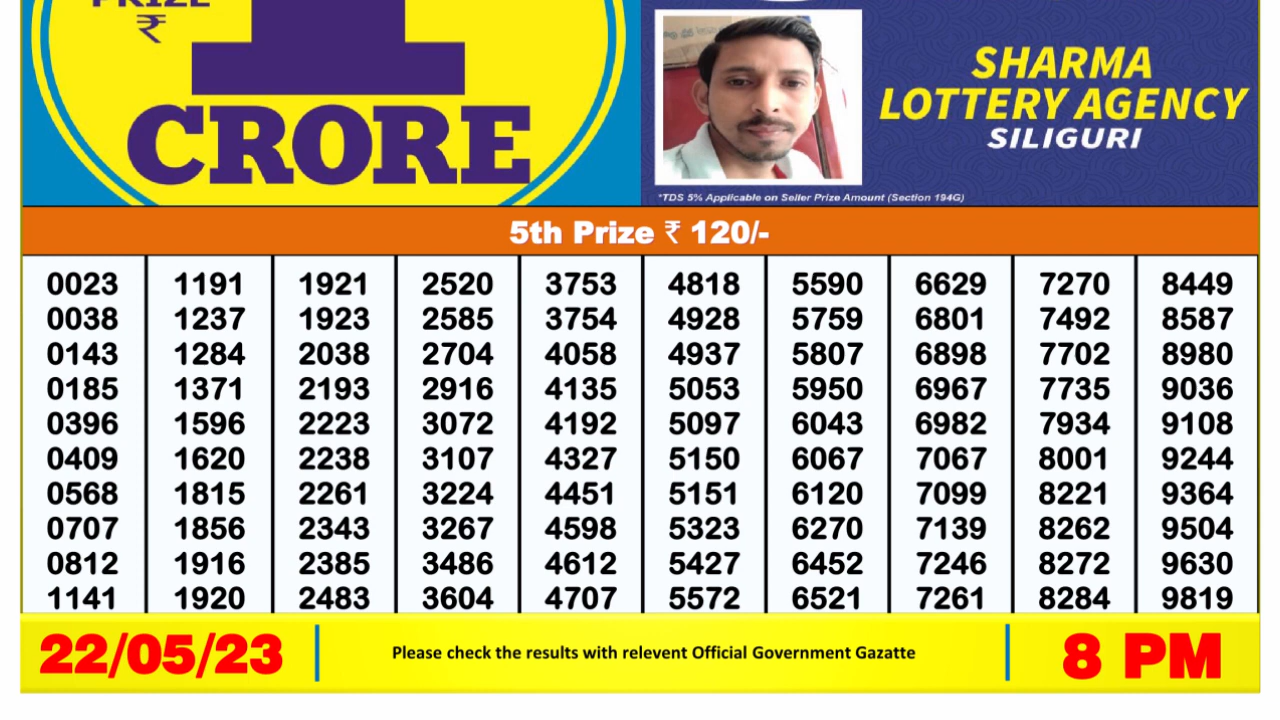 PRIZE
₹
1
CRORE
SHARMA
LOTTERY AGENCY
SILIGURI
*TDS 5% Applicable on Seller Prize Amount (Section 194G)
5th Prize ₹ 120/-
0023 1191 1921 2520 3753 4818 5590 6629 7270 8449
0038 1237 1923 2585 3754 4928 5759 6801 7492 8587
0143 1284 2038 2704 4058 4937 5807 6898 7702 8980
0185 1371 2193 2916 4135 5053 5950 6967 7735 9036
0396 1596 2223 3072 4192 5097 6043 6982 7934 9108
0409 1620 2238 3107 4327 5150 6067 7067 8001 9244
0568 1815 2261 3224 4451 5151 6120 7099 8221 9364
0707 1856 2343 3267 4598 5323 6270 7139 8262 9504
0812 1916 2385 3486 4612 5427 6452 7246 8272 9630
1141 1920 2483 3604 4707 5572 6521 7261 8284 9819
22/05/23
Please check the results with relevent Official Government Gazatte
8 PM